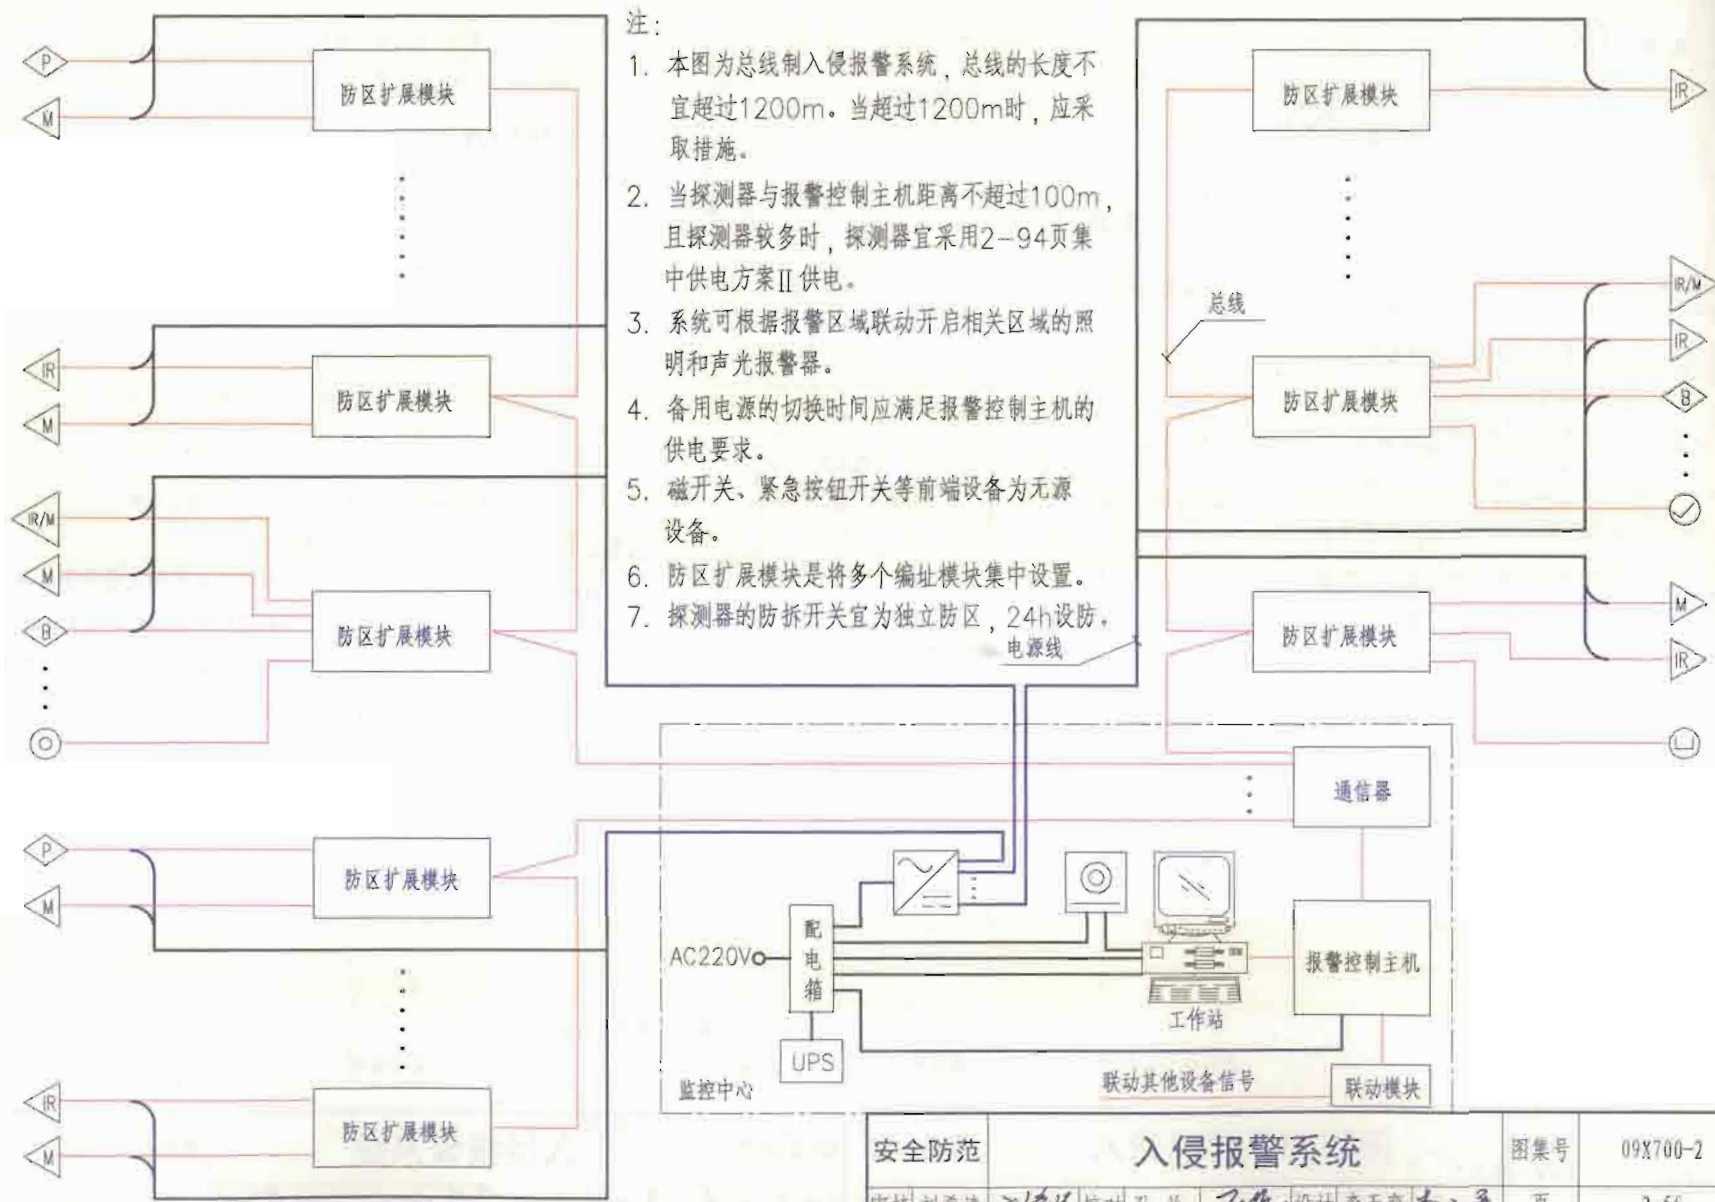 注:
1. 本图为总线制入侵报警系统，总线的长度不
宜超过1200m。当超过1200m时，应采
取措施。
2. 当探测器与报警控制主机距离不超过100m，
且探测器较多时，探测器宜采用2-94页集
中供电方案Ⅱ供电。
3. 系统可根据报警区域联动开启相关区域的照
明和声光报警器。
4. 备用电源的切换时间应满足报警控制主机的
供电要求。
5. 磁开关、紧急按钮开关等前端设备为无源
设备。
6. 防区扩展模块是将多个编址模块集中设置。
7. 探测器的防拆开关宜为独立防区，24h设防。
电源线
P
M
防区扩展模块
IR
M
防区扩展模块
IR/M
M
B
防区扩展模块
P
M
防区扩展模块
IR
M
防区扩展模块
防区扩展模块
IR
总线
防区扩展模块
IR/M
IR
B
防区扩展模块
M
IR
通信器
AC220V
配电箱
UPS
工作站
报警控制主机
监控中心
联动其他设备信号
联动模块
安全防范
入侵报警系统
图集号
09X700-2